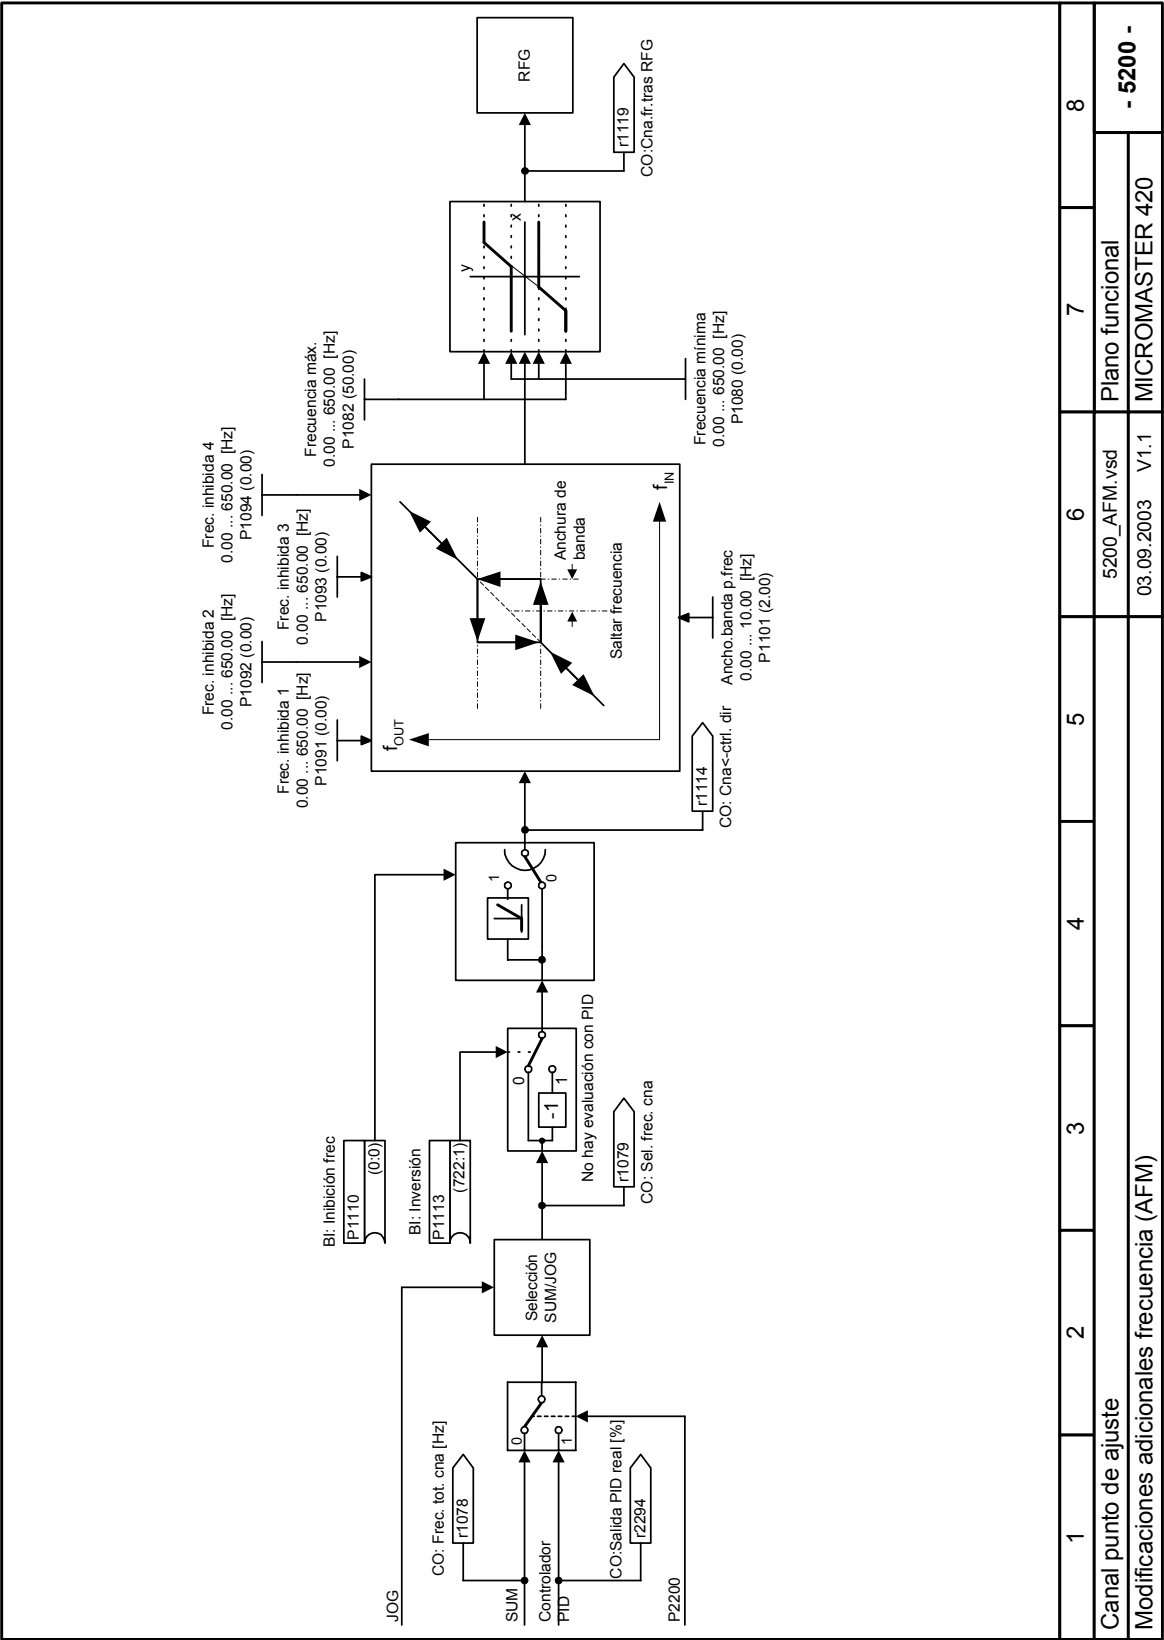 JOG
SUM
Controlador
PID
P2200
CO: Frec. tot. cna [Hz]
r1078
CO:Salida PID real [%]
r2294
0
1
Selección
SUM/JOG
BI: Inibición frec
P1110
(0:0)
BI: Inversión
P1113
(722:1)
r1079
CO: Sel. frec. cna
0
1
-1
No hay evaluación con PID
1
0
r1114
CO: Cna<-ctrl. dir
Frec. inhibida 1
0.00 ... 650.00 [Hz]
P1091 (0.00)
Frec. inhibida 2
0.00 ... 650.00 [Hz]
P1092 (0.00)
Frec. inhibida 3
0.00 ... 650.00 [Hz]
P1093 (0.00)
Frec. inhibida 4
0.00 ... 650.00 [Hz]
P1094 (0.00)
fOUT
fIN
Saltar frecuencia
Anchura de
banda
Ancho.banda p.frec
0.00 ... 10.00 [Hz]
P1101 (2.00)
Frecuencia máx.
0.00 ... 650.00 [Hz]
P1082 (50.00)
Frecuencia mínima
0.00 ... 650.00 [Hz]
P1080 (0.00)
y
x
r1119
CO:Cna.fr.tras RFG
RFG
1 2 3 4 5 6 7 8
Canal punto de ajuste
5200_AFM.vsd
Plano funcional
- 5200 -
Modificaciones adicionales frecuencia (AFM)
03.09.2003 V1.1
MICROMASTER 420